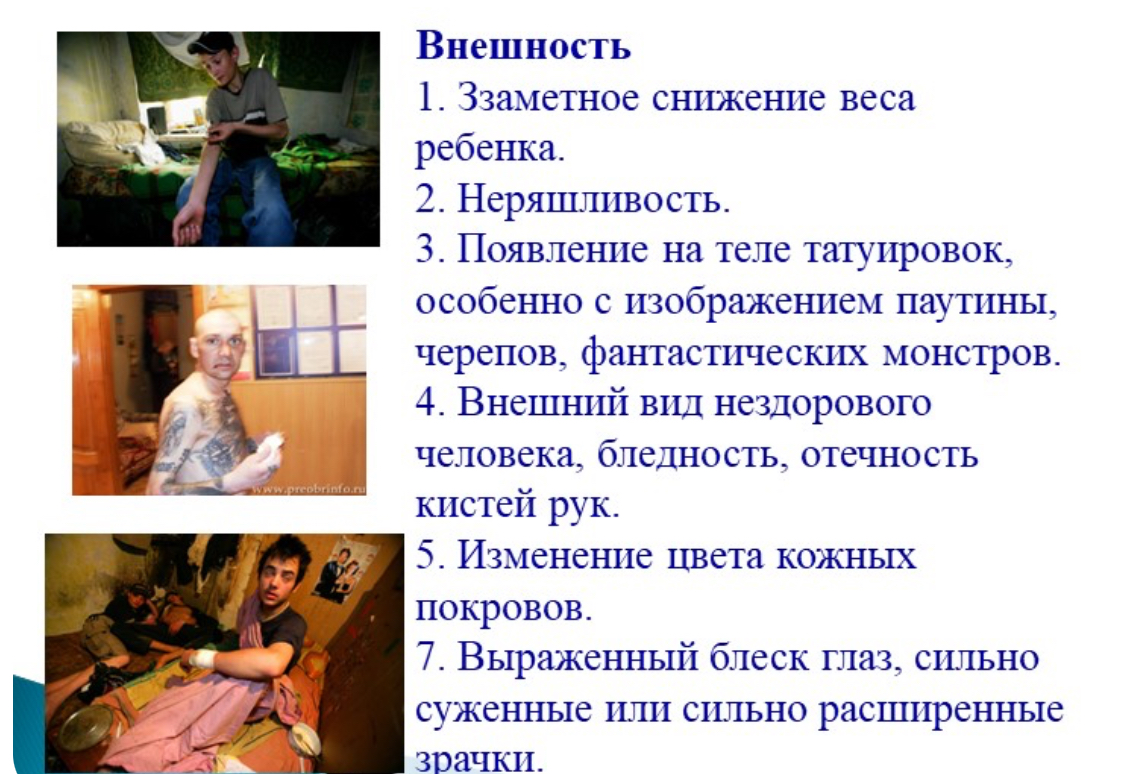 Внешность
1. Ззаметное снижение веса
ребенка.
2. Неряшливость.
3. Появление на теле татуировок,
особенно с изображением паутины,
черепов, фантастических монстров.
4. Внешний вид нездорового
человека, бледность, отечность
кистей рук.
5. Изменение цвета кожных
покровов.
7. Выраженный блеск глаз, сильно
суженные или сильно расширенные
зрачки.
www.preobrinfo.ru